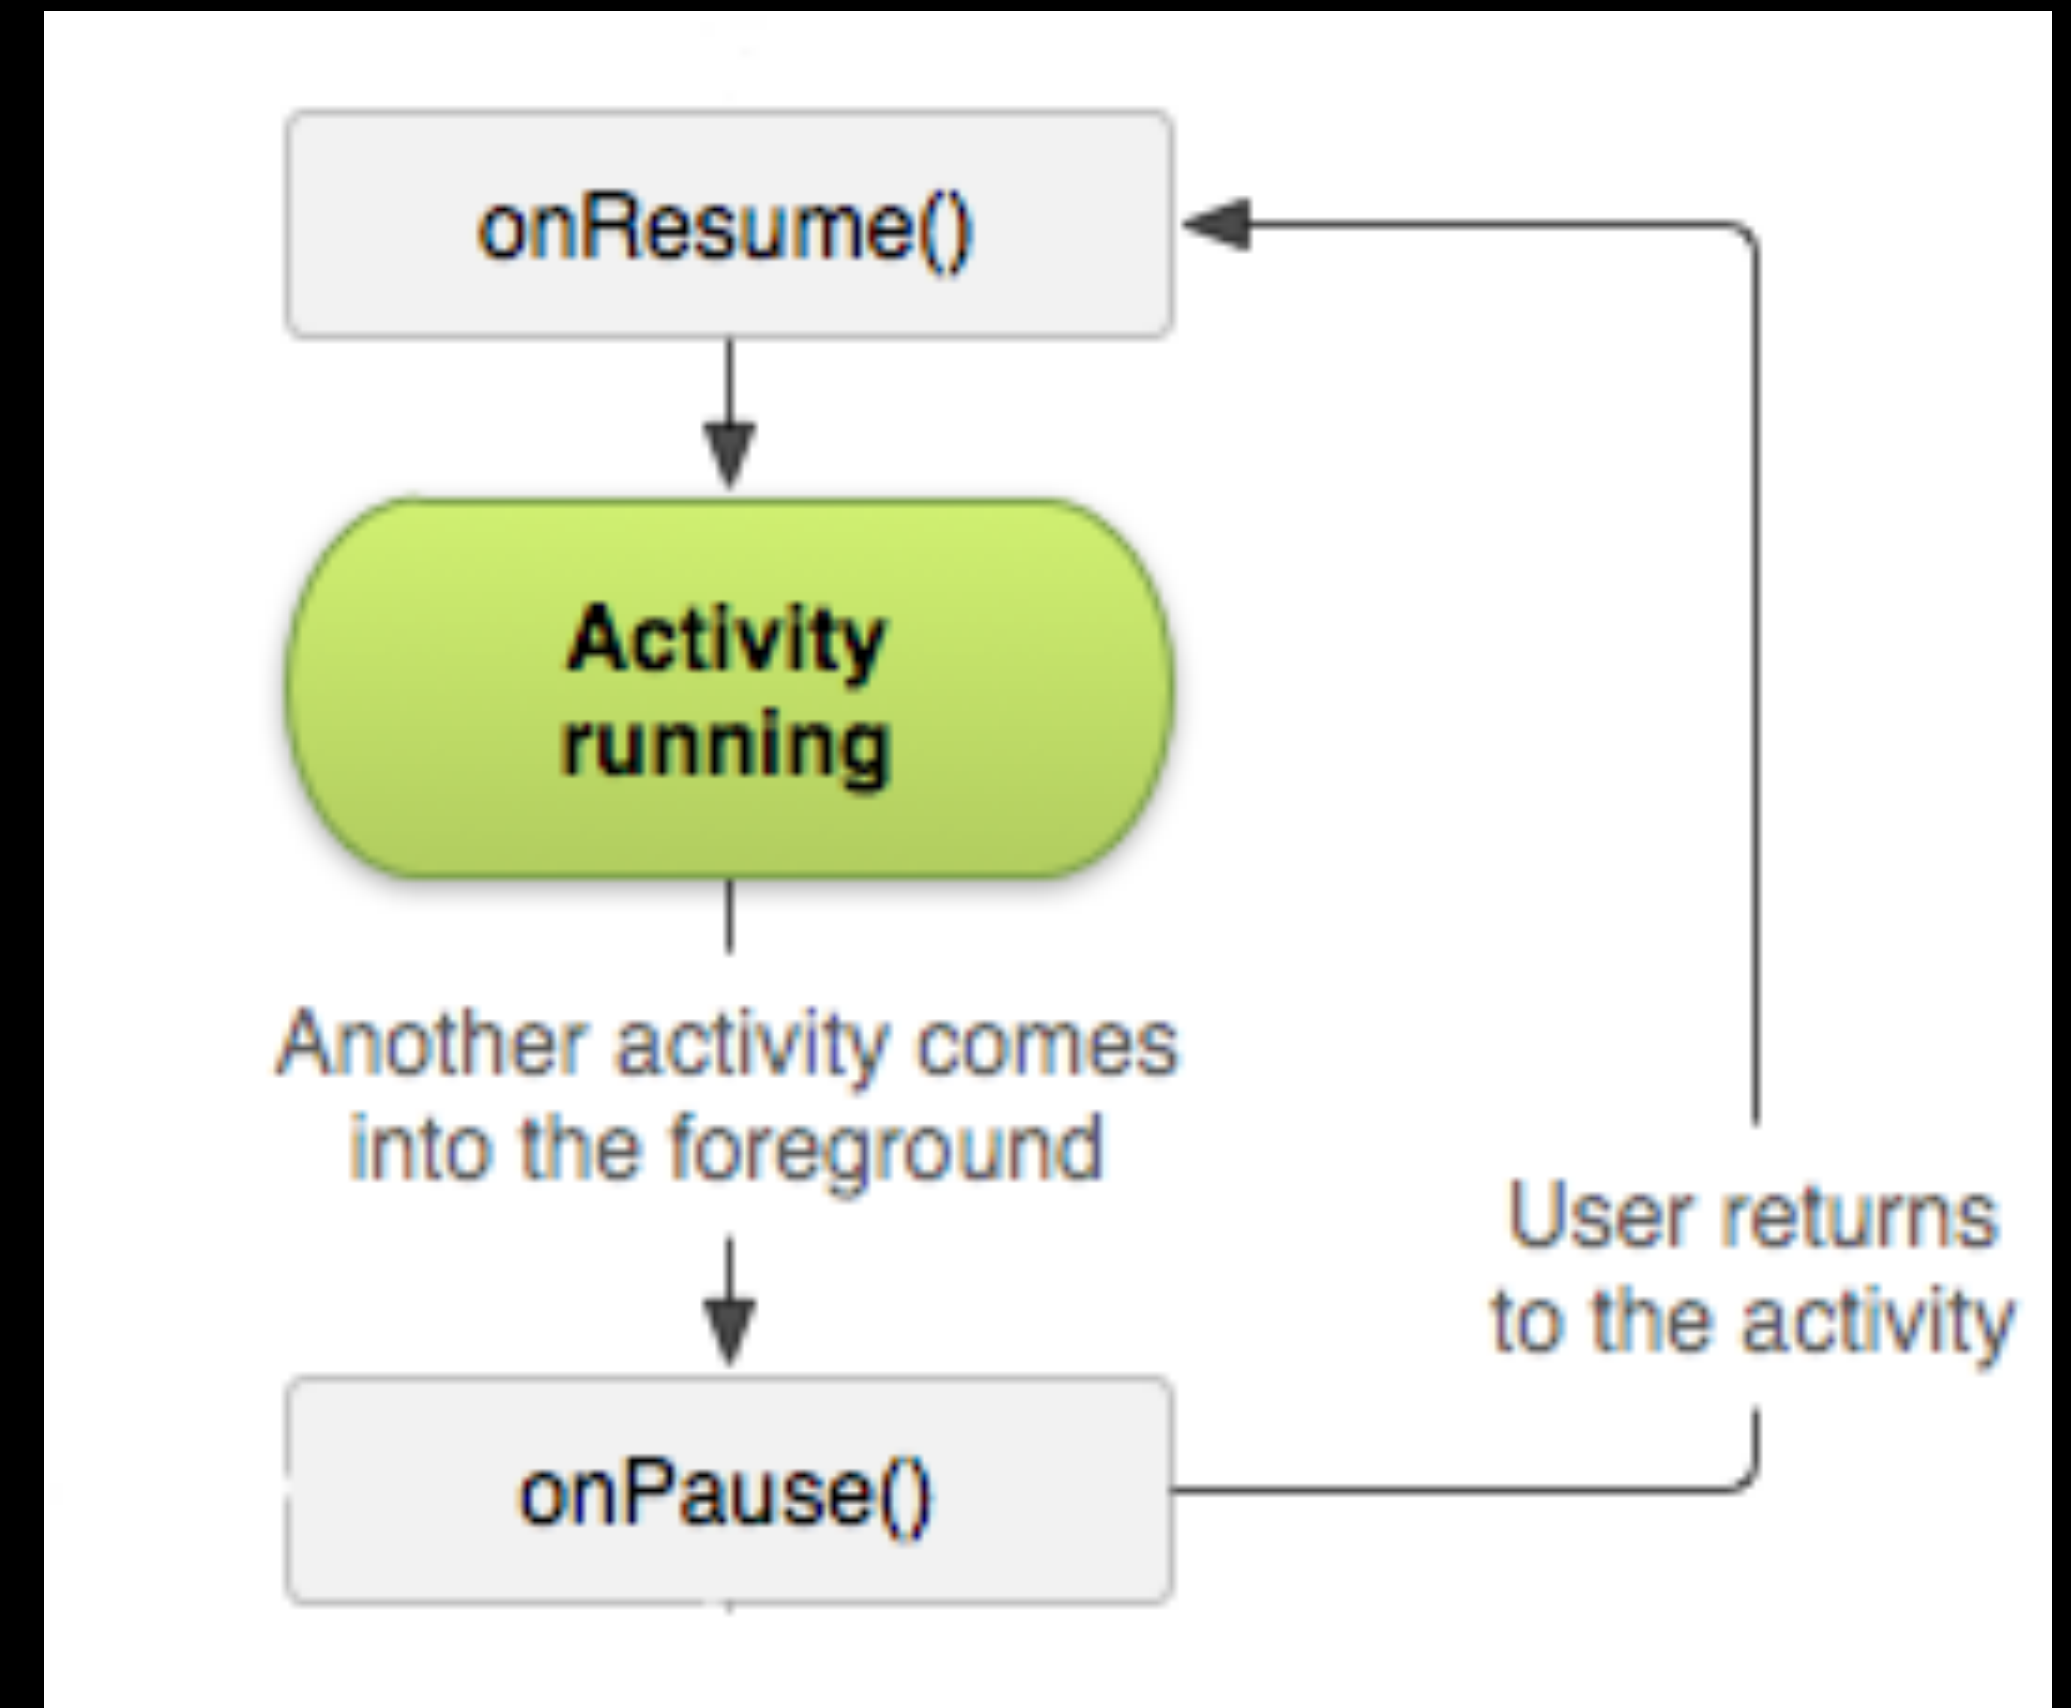 onResume()
Activity
running
Another activity comes
into the foreground
User returns
to the activity
onPause()